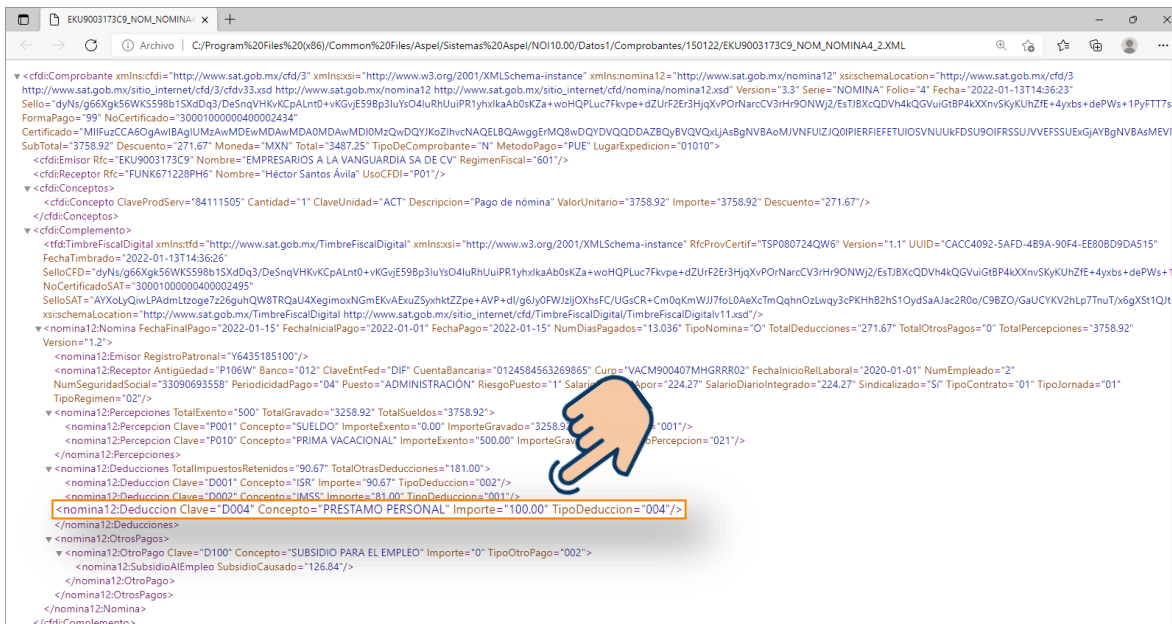 EKU9003173C9_NOM_NOMINA4
Archivo C:/Program%20Files%20(x86)/Common%20Files/Aspel/Sistemas%20Aspel/NOI10.00/Datos1/Comprobantes/150122/EKU9003173C9_NOM_NOMINA4_2.XML
<cfdi:Comprobante xmlns:cfdi="http://www.sat.gob.mx/cfd/3" xmlns:xsi="http://www.w3.org/2001/XMLSchema-instance" xmlns:nomina12="http://www.sat.gob.mx/nomina12" xsi:schemaLocation="http://www.sat.gob.mx/cfd/3
http://www.sat.gob.mx/sitio_internet/cfd/3/cfdv33.xsd http://www.sat.gob.mx/nomina12 http://www.sat.gob.mx/sitio_internet/cfd/nomina/nomina12.xsd" Version="3.3" Serie="NOMINA" Folio="4" Fecha="2022-01-13T14:36:23"
FormaPago="99" NoCertificado="30001000000400002434"
SubTotal="3758.92" Descuento="271.67" Moneda="MXN" Total="3487.25" TipoDeComprobante="N" MetodoPago="PUE" LugarExpedicion="01010">
<cfdi:Emisor Rfc="EKU9003173C9" Nombre="EMPRESARIOS A LA VANGUARDIA SA DE CV" RegimenFiscal="601"/>
<cfdi:Receptor Rfc="FUNK671228PH6" Nombre="Héctor Santos Ávila" UsoCFDI="P01"/>
<cfdi:Conceptos>
<cfdi:Concepto ClaveProdServ="84111505" Cantidad="1" ClaveUnidad="ACT" Descripcion="Pago de nómina" ValorUnitario="3758.92" Importe="3758.92" Descuento="271.67"/>
</cfdi:Conceptos>
<cfdi:Complemento>
<tfd:TimbreFiscalDigital xmlns:tfd="http://www.sat.gob.mx/TimbreFiscalDigital" xmlns:xsi="http://www.w3.org/2001/XMLSchema-instance" RfcProvCertif="TSP080724QW6" Version="1.1" UUID="CACC4092-5AFD-4B9A-90F4-EE80BD9DA515"
FechaTimbrado="2022-01-13T14:36:26"
NoCertificadoSAT="30001000000400002495"
xsi:schemaLocation="http://www.sat.gob.mx/TimbreFiscalDigital http://www.sat.gob.mx/sitio_internet/cfd/TimbreFiscalDigital/TimbreFiscalDigitalv11.xsd"/>
<nomina12:Nomina FechaFinalPago="2022-01-15" FechaInicialPago="2022-01-01" FechaPago="2022-01-15" NumDiasPagados="13.036" TipoNomina="O" TotalDeducciones="271.67" TotalOtrosPagos="0" TotalPercepciones="3758.92"
Version="1.2">
<nomina12:Emisor RegistroPatronal="Y6435185100"/>
<nomina12:Receptor Antigüedad="P106W" Banco="012" ClaveEntFed="DIF" CuentaBancaria="0124584563269865" Curp="VACM900407MHGRRR02" FechaInicioRelLaboral="2020-01-01" NumEmpleado="2"
NumSeguridadSocial="33090693558" PeriodicidadPago="04" Puesto="ADMINISTRACIÓN" RiesgoPuesto="1" Apor="224.27" SalarioDiarioIntegrado="224.27" Sindicalizado="Sí" TipoContrato="01" TipoJornada="01"
TipoRegimen="02"/>
<nomina12:Percepciones TotalExento="500" TotalGravado="3258.92" TotalSueldos="3758.92">
<nomina12:Percepcion Clave="P001" Concepto="SUELDO" ImporteExento="0.00" ImporteGravado="3258.92 "001"/>
<nomina12:Percepcion Clave="P010" Concepto="PRIMA VACACIONAL" ImporteExento="500.00" oPercepcion="021"/>
</nomina12:Percepciones>
<nomina12:Deducciones TotalImpuestosRetenidos="90.67" TotalOtrasDeducciones="181.00">
<nomina12:Deduccion Clave="D001" Concepto="ISR" Importe="90.67" TipoDeduccion="002"/>
<nomina12:Deduccion Clave="D002" Concepto="IMSS" Importe="81.00" TipoDeduccion="001"/>
<nomina12:Deduccion Clave="D004" Concepto="PRESTAMO PERSONAL" Importe="100.00" TipoDeduccion="004"/>
</nomina12:Deducciones>
<nomina12:OtrosPagos>
<nomina12:OtroPago Clave="D100" Concepto="SUBSIDIO PARA EL EMPLEO" Importe="0" TipoOtroPago="002">
<nomina12:SubsidioAlEmpleo SubsidioCausado="126.84"/>
</nomina12:OtroPago>
</nomina12:OtrosPagos>
</nomina12:Nomina>
</cfdi:Complemento>